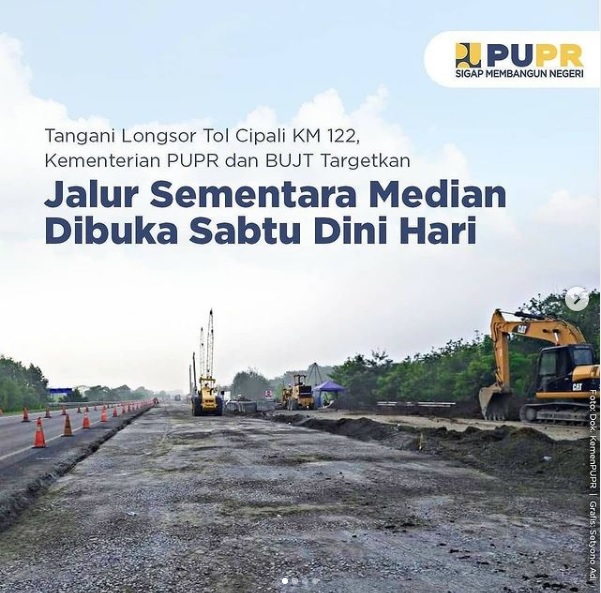 PUPR
SIGAP MEMBANGUN NEGERI
Tangani Longsor Tol Cipali KM 122,
Kementerian PUPR dan BUJT Targetkan
Jalur Sementara Median
Dibuka Sabtu Dini Hari
CAT
CAT
Foto: Dok. KemenPUPR | Grafis: Setyono Adi